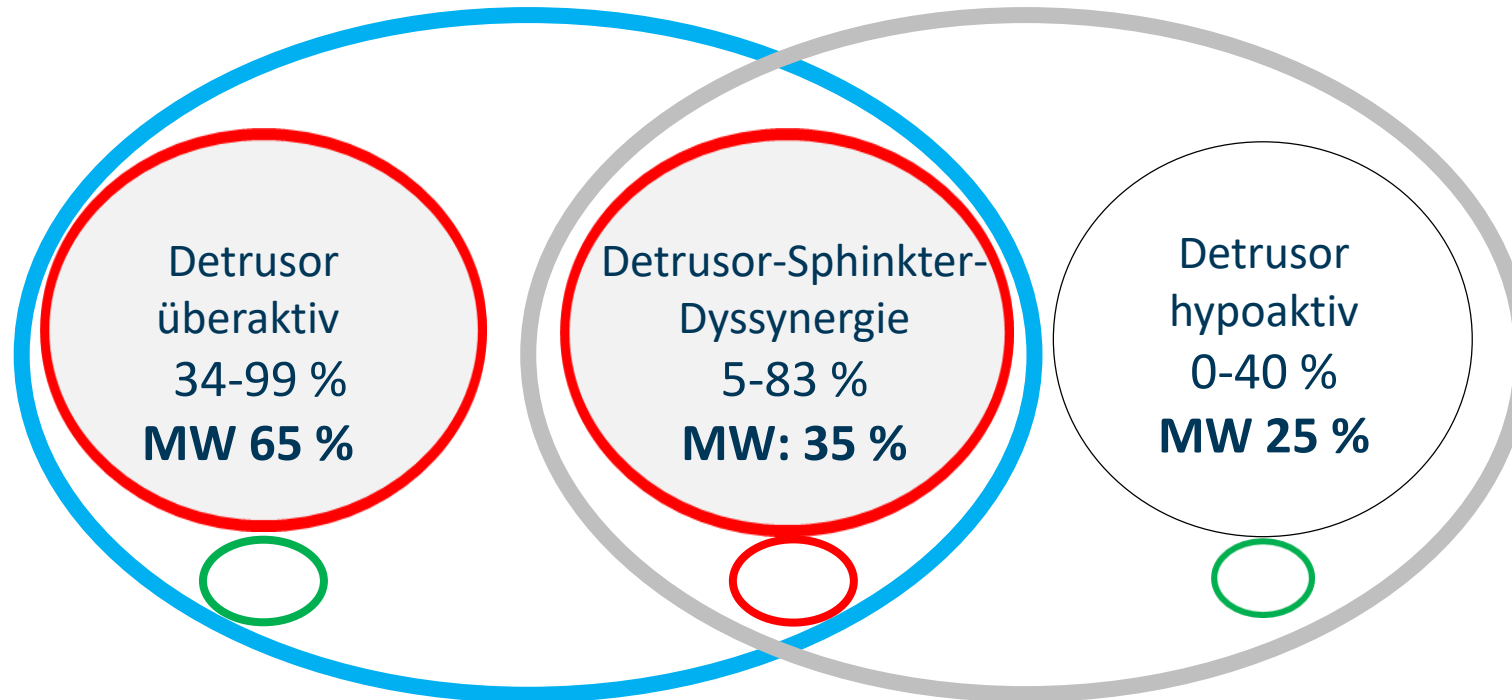 Detrusor
überaktiv
34-99 %
MW 65 %
Detrusor-Sphinkter-
Dyssynergie
5-83 %
MW: 35 %
Detrusor
hypoaktiv
0-40 %
MW 25 %